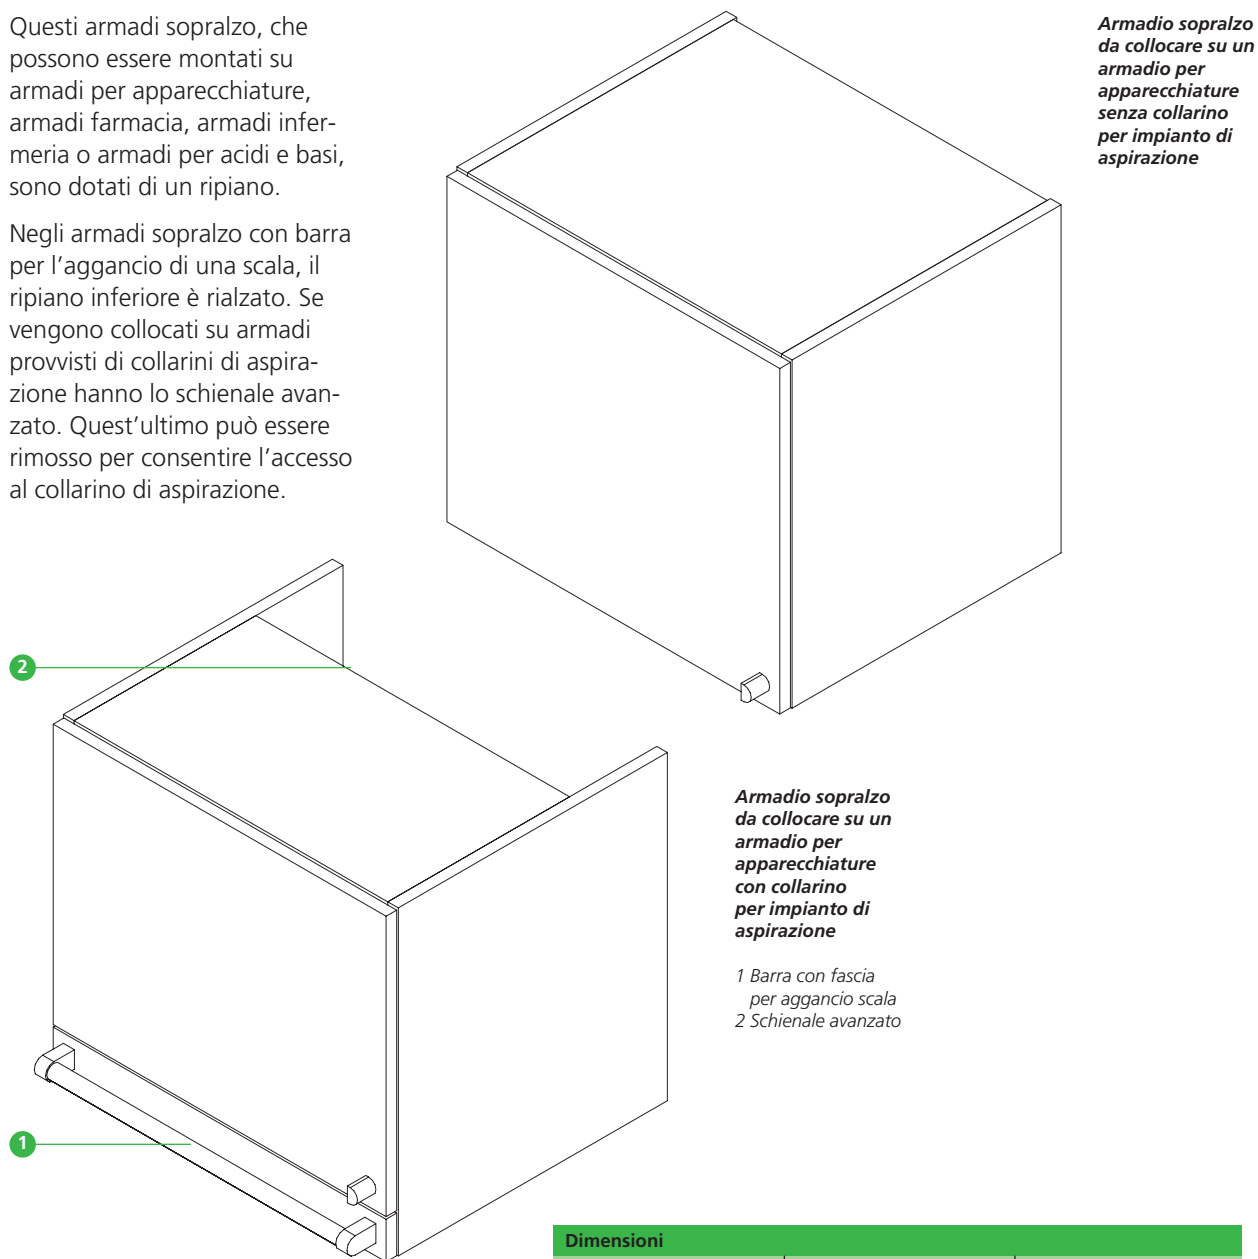 Questi armadi sopralzo, che
possono essere montati su
armadi per apparecchiature,
armadi farmacia, armadi infer-
meria o armadi per acidi e basi,
sono dotati di un ripiano.
Negli armadi sopralzo con barra
per l’aggancio di una scala, il
ripiano inferiore è rialzato. Se
vengono collocati su armadi
provvisti di collarini di aspira-
zione hanno lo schienale avan-
zato. Quest’ultimo può essere
rimosso per consentire l’accesso
al collarino di aspirazione.
Armadio sopralzo
da collocare su un
armadio per
apparecchiature
senza collarino
per impianto di
aspirazione
2
Armadio sopralzo
da collocare su un
armadio per
apparecchiature
con collarino
per impianto di
aspirazione
1 Barra con fascia
per aggancio scala
2 Schienale avanzato
1
Dimensioni